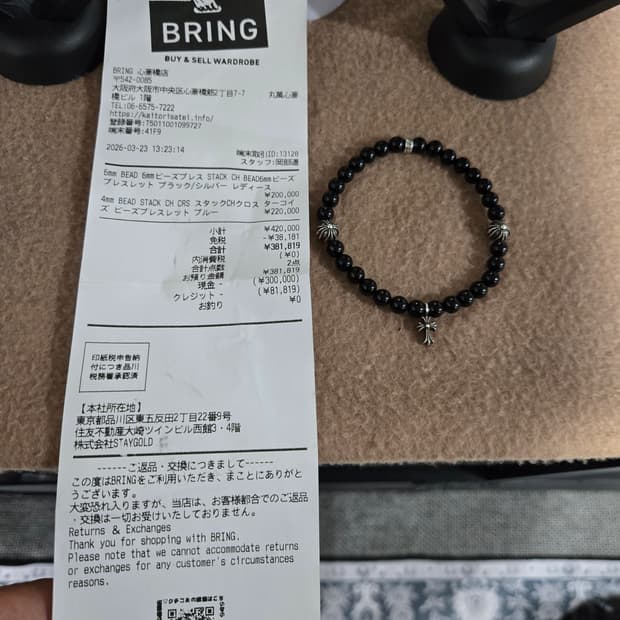 BRING
BUY & SELL WARDROBE
BRING 心斎橋店
〒542-0085
大阪府大阪市中央区心斎橋筋2丁目7-7 丸萬心斎
橋ビル 1階
TEL:06-6575-7222
https://kaitorisatei.info/
登録番号:T5011001099727
端末番号:41F9
2026-03-23 13:23:14 端末取引ID:13128
スタッフ:岡部遥
6mm BEAD 6mmビーズブレス STACK CH BEAD6mmビーズ
ブレスレット ブラック/シルバー レディース
¥200,000
4mm BEAD STACK CH CRS スタックCHクロス ターコイ
ズ ビーズブレスレット ブルー ¥220,000
小計 ¥420,000
免税 -¥38,181
合計 ¥381,819
内消費税 (¥0)
合計点数 2点
お預り金額 ¥381,819
現金 - (¥300,000)
クレジット - (¥81,819)
お釣り ¥0
印紙税申告納
付につき品川
税務署承認済
【本社所在地】
東京都品川区東五反田2丁目22番9号
住友不動産大崎ツインビル西館3・4階
株式会社STAYGOLD
------ご返品・交換につきまして------
この度はBRINGをご利用いただき、まことにありがと
うございます。
大変恐れ入りますが、当店は、お客様都合でのご返品
・交換は一切お受けいたしておりません。
Returns & Exchanges
Thank you for shopping with BRING.
Please note that we cannot accommodate returns
or exchanges for any customer's circumstances
reasons.